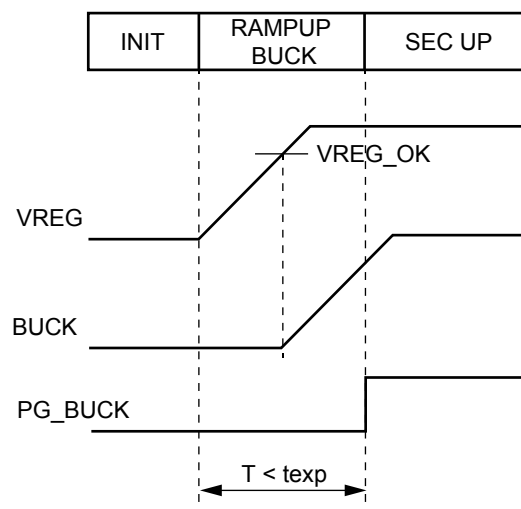 INIT
RAMPUP
BUCK
SEC UP
VREG_OK
VREG
BUCK
PG_BUCK
T < texp